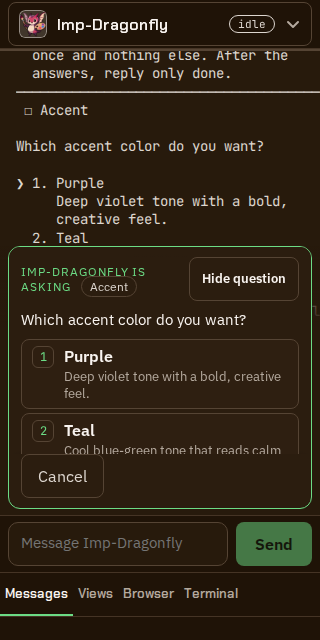 Imp-Dragonfly
idle
once and nothing else. After the
answers, reply only done.
☐ Accent
Which accent color do you want?
❯ 1. Purple
Deep violet tone with a bold,
creative feel.
2. Teal
IMP-DRAGONFLY IS
ASKING Accent
Hide question
Which accent color do you want?
1 Purple
Deep violet tone with a bold, creative
feel.
2 Teal
Cool blue-green tone that reads calm
Cancel
Message Imp-Dragonfly
Send
Messages Views Browser Terminal